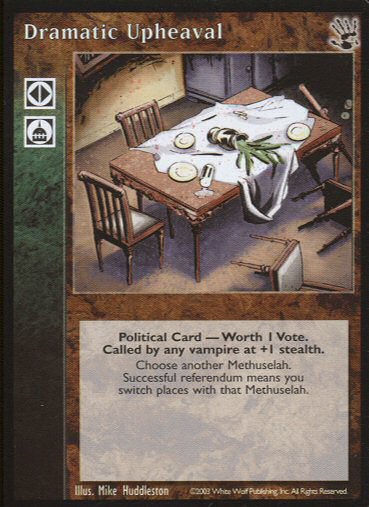 Dramatic Upheaval
Political Card — Worth 1 Vote.
Called by any vampire at +1 stealth.
Choose another Methuselah.
Successful referendum means you
switch places with that Methuselah.
Illus. Mike Huddleston
©2003 White Wolf Publishing, Inc. All Rights Reserved.